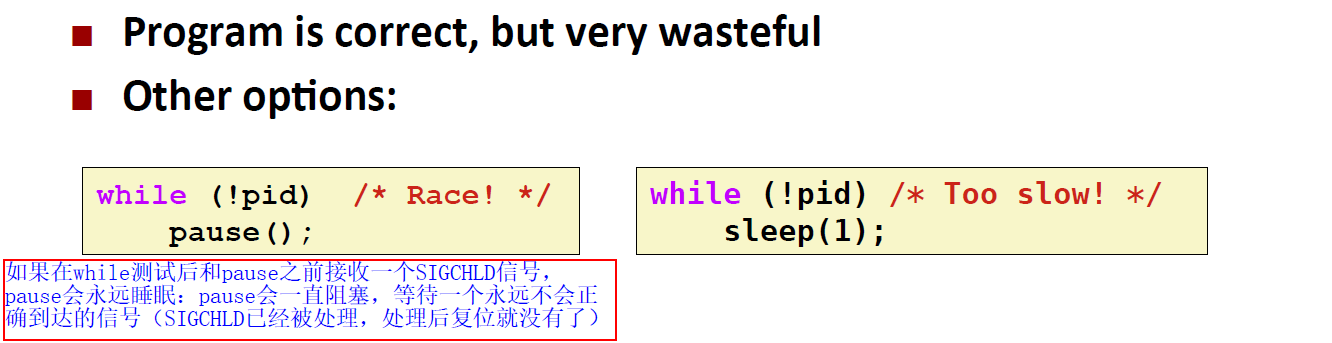 Program is correct, but very wasteful
Other options:
while (!pid) /* Race! */
pause();
while (!pid) /* Too slow! */
sleep(1);
如果在while测试后和pause之前接收一个SIGCHLD信号，
pause会永远睡眠：pause会一直阻塞，等待一个永远不会正
确到达的信号（SIGCHLD已经被处理，处理后复位就没有了）